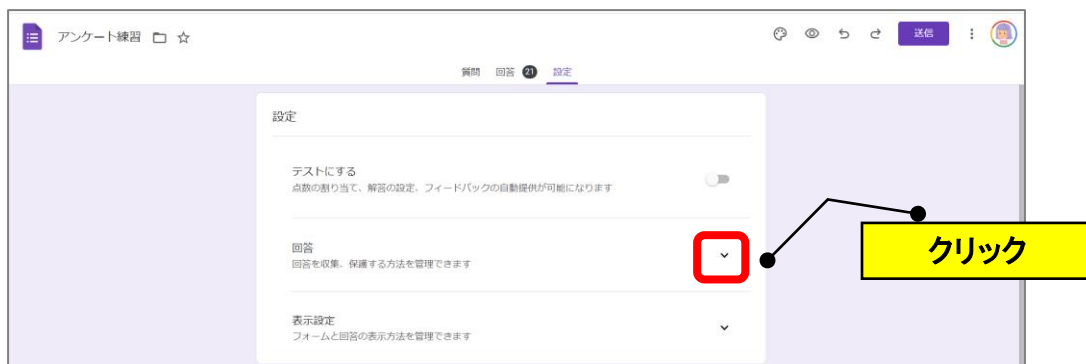 アンケート練習
送信
質問 回答 21 設定
設定
テストにする
点数の割り当て、解答の設定、フィードバックの自動提供が可能になります
回答
回答を収集、保護する方法を管理できます
クリック
表示設定
フォームと回答の表示方法を管理できます